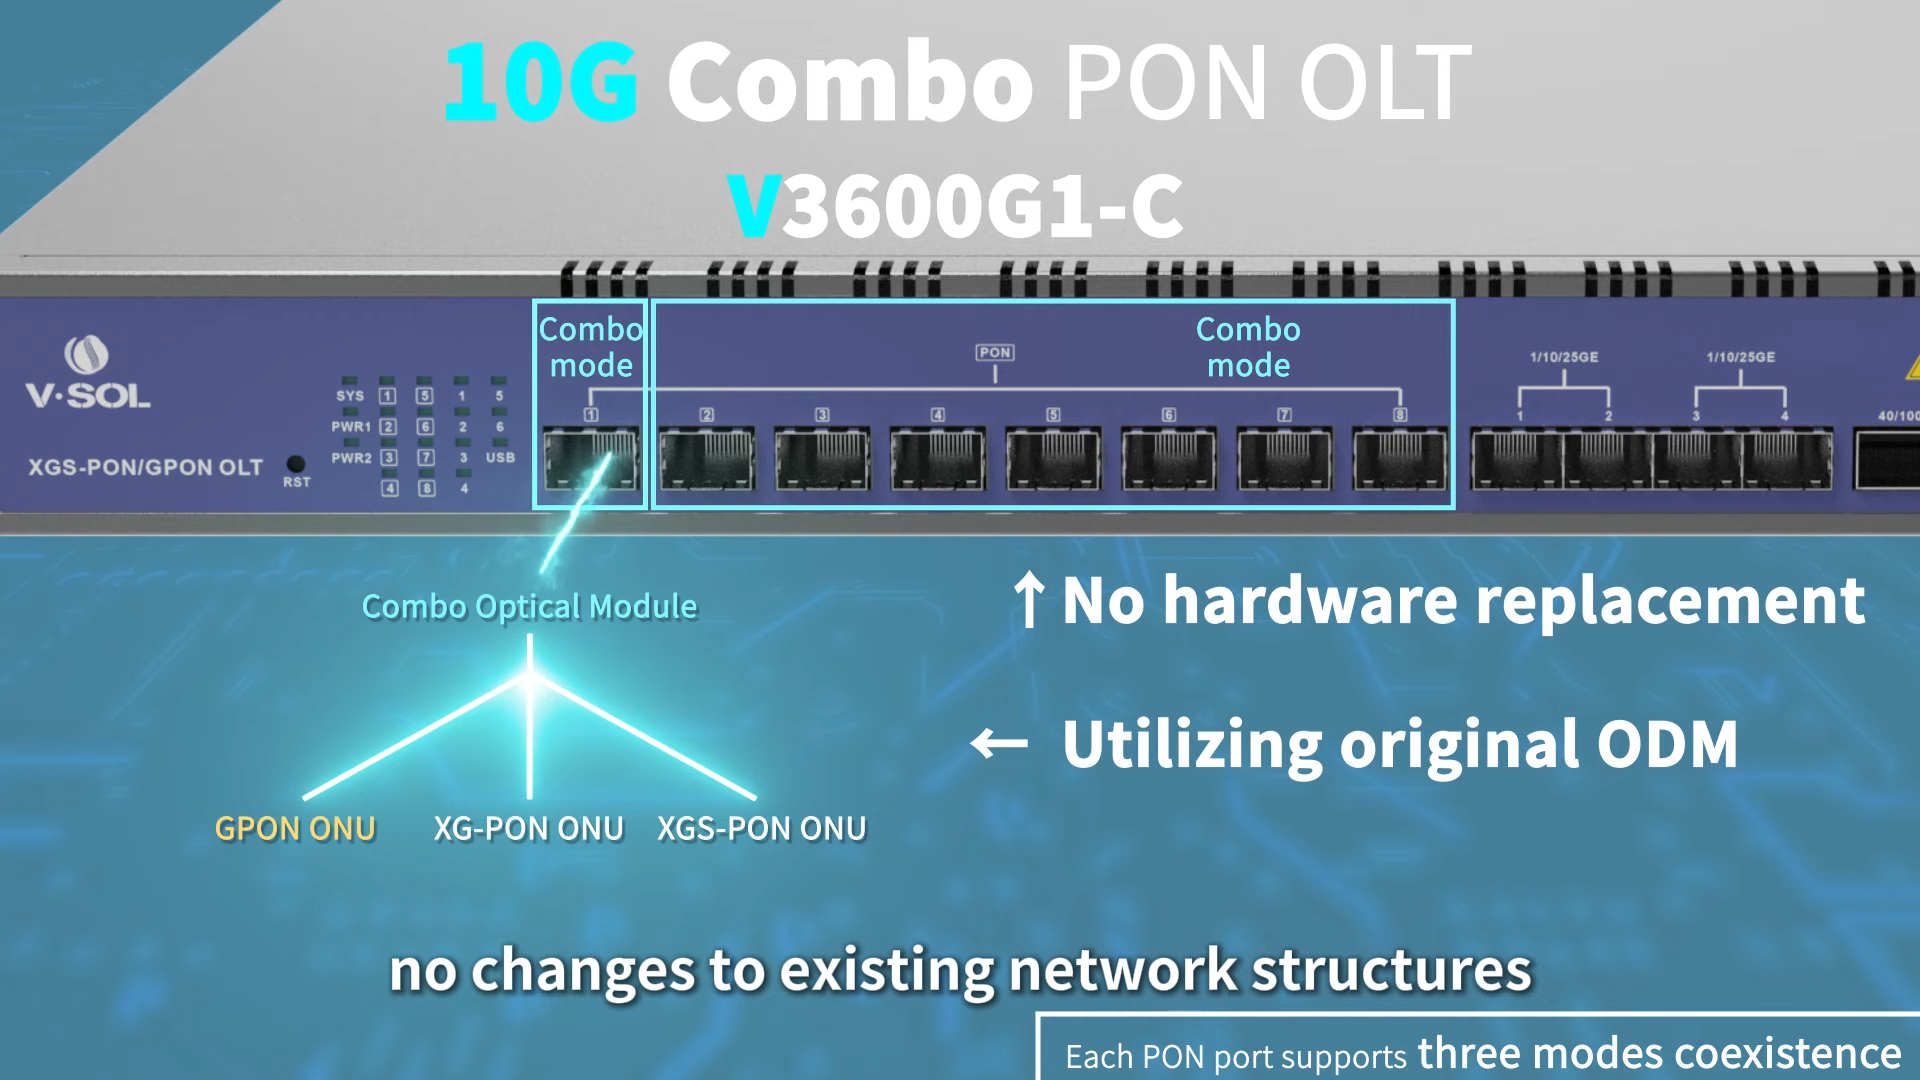 10G Combo PON OLT
V3600G1-C
Combo mode
Combo mode
PON
1/10/25GE
1/10/25GE
V·SOL
XGS-PON/GPON OLT
RST
SYS 1 5 1 5
PWR1 2 6 2 6
PWR2 3 7 3 USB
4 8 4
1 2 3 4 5 6 7 8
1 2 3 4
40/100
Combo Optical Module
GPON ONU XG-PON ONU XGS-PON ONU
↑ No hardware replacement
← Utilizing original ODM
no changes to existing network structures
Each PON port supports three modes coexistence